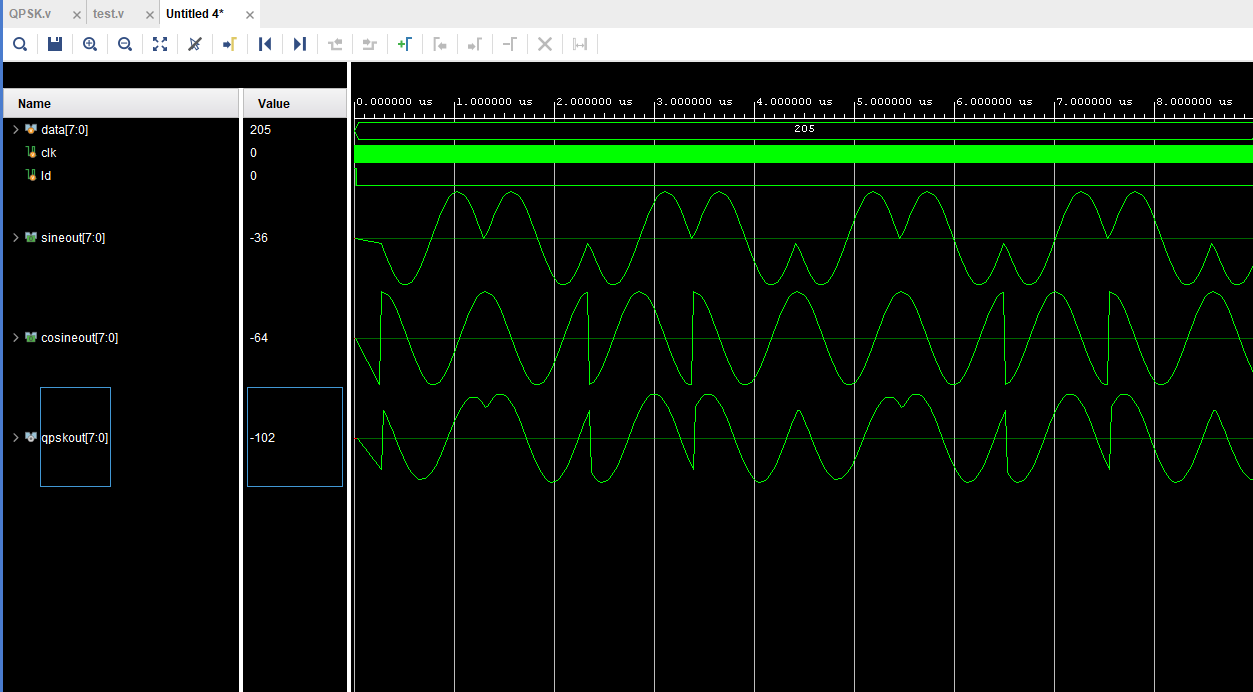 QPSK.v test.v Untitled 4*
Name Value
0.000000 us 1.000000 us 2.000000 us 3.000000 us 4.000000 us 5.000000 us 6.000000 us 7.000000 us 8.000000 us
data[7:0] 205 205
clk 0
ld 0
sineout[7:0] -36
cosineout[7:0] -64
qpskout[7:0] -102